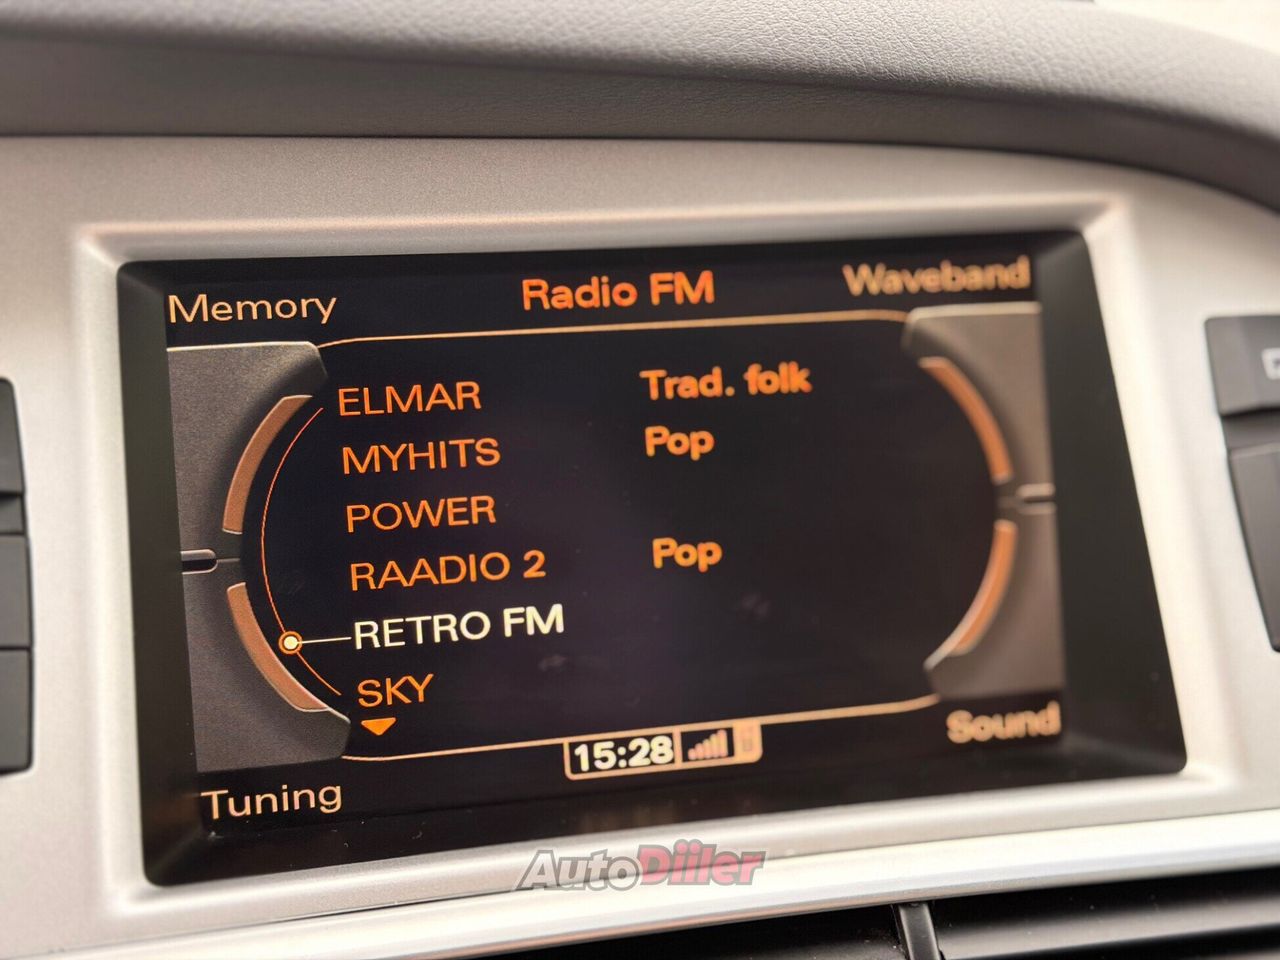 Memory Radio FM Waveband
ELMAR Trad. folk
MYHITS Pop
POWER
RAADIO 2 Pop
RETRO FM
SKY
15:28
Sound
Tuning
AutoDiiler